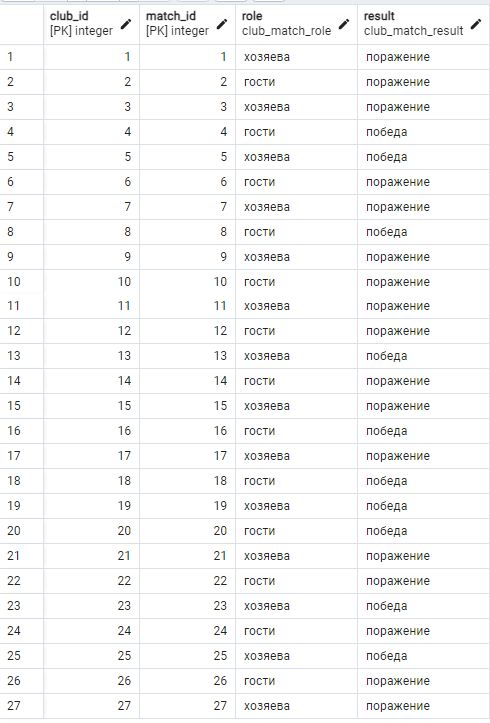 club_id match_id role result
[PK] integer [PK] integer club_match_role club_match_result
1 1 1 хозяева поражение
2 2 2 гости поражение
3 3 3 хозяева поражение
4 4 4 гости победа
5 5 5 хозяева победа
6 6 6 гости поражение
7 7 7 хозяева поражение
8 8 8 гости победа
9 9 9 хозяева поражение
10 10 10 гости поражение
11 11 11 хозяева поражение
12 12 12 гости поражение
13 13 13 хозяева победа
14 14 14 гости поражение
15 15 15 хозяева поражение
16 16 16 гости победа
17 17 17 хозяева поражение
18 18 18 гости победа
19 19 19 хозяева победа
20 20 20 гости победа
21 21 21 хозяева поражение
22 22 22 гости поражение
23 23 23 хозяева победа
24 24 24 гости поражение
25 25 25 хозяева победа
26 26 26 гости поражение
27 27 27 хозяева поражение